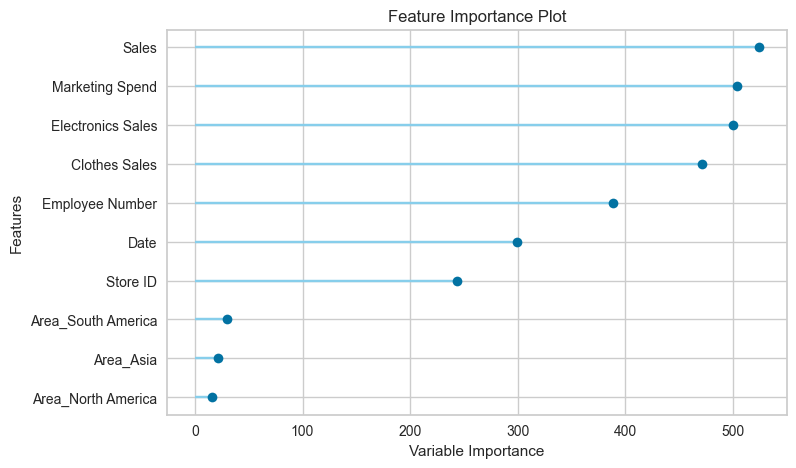 Feature Importance Plot
Sales
Marketing Spend
Electronics Sales
Clothes Sales
Employee Number
Date
Store ID
Area_South America
Area_Asia
Area_North America
Features
0 100 200 300 400 500
Variable Importance